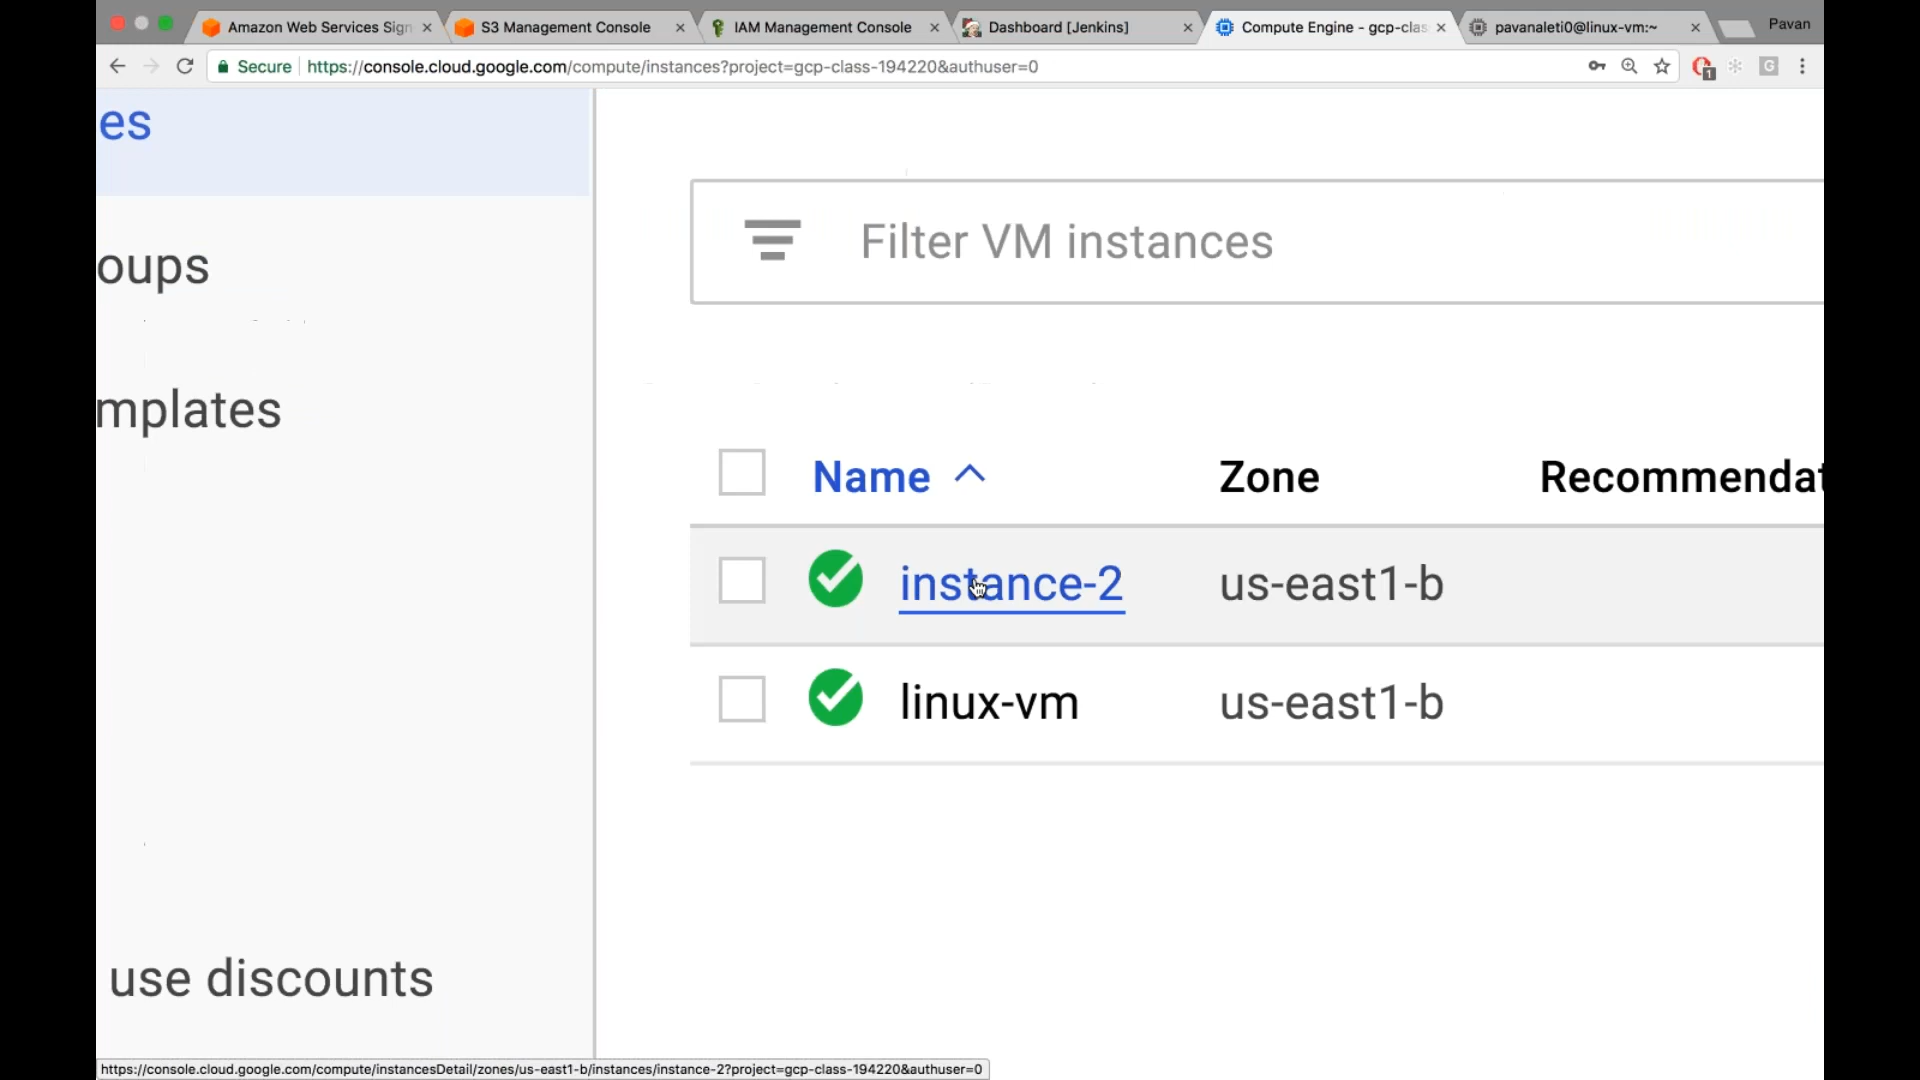 Amazon Web Services Sign
S3 Management Console
IAM Management Console
Dashboard [Jenkins]
Compute Engine - gcp-clas
pavanaleti0@linux-vm:~
Pavan
Secure
https://console.cloud.google.com/compute/instances?project=gcp-class-194220&authuser=0
1
G
es
oups
mplates
use discounts
Filter VM instances
Name Zone Recommendat
instance-2 us-east1-b
linux-vm us-east1-b
https://console.cloud.google.com/compute/instancesDetail/zones/us-east1-b/instances/instance-2?project=gcp-class-194220&authuser=0